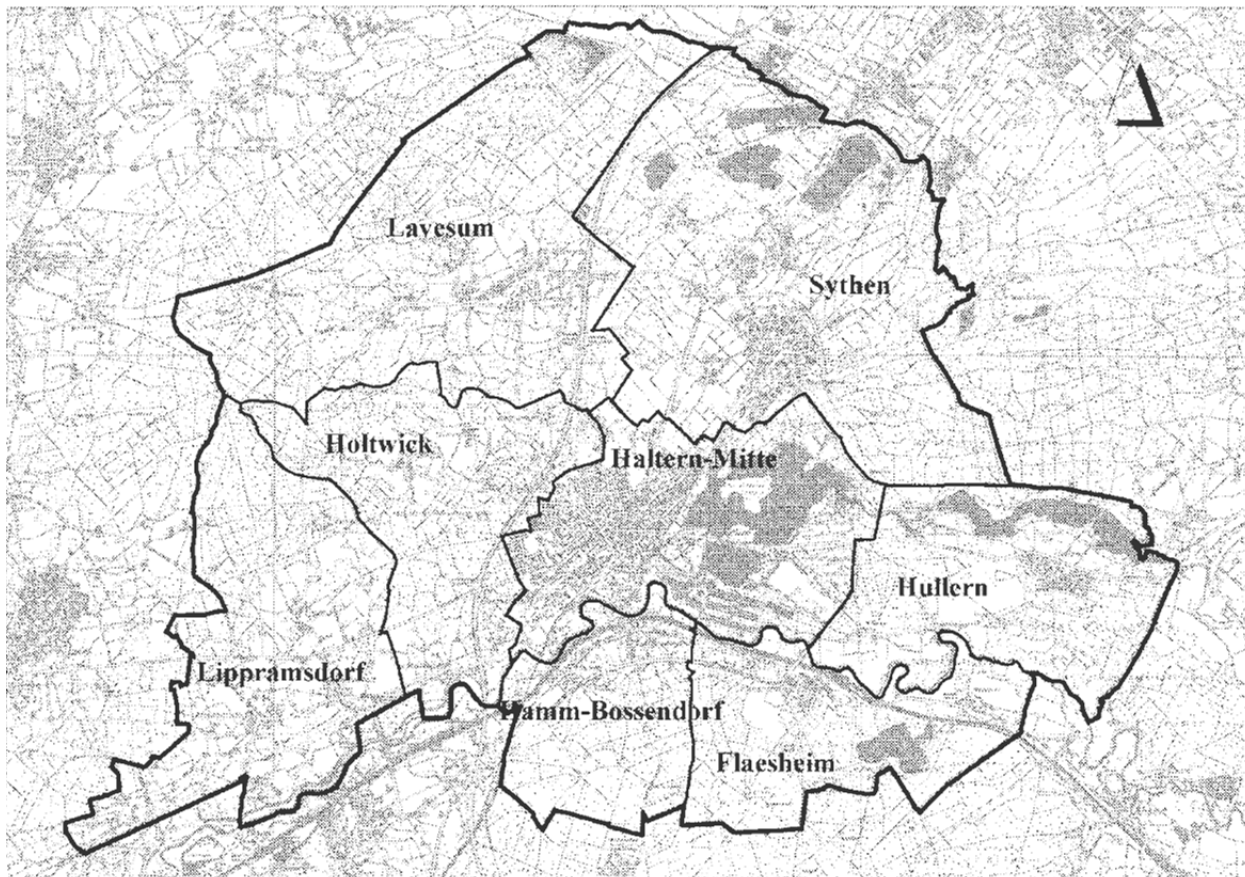 Lavesum
Sythen
Holtwick
Haltern-Mitte
Hullern
Lippramsdorf
Hamm-Bossendorf
Flaesheim